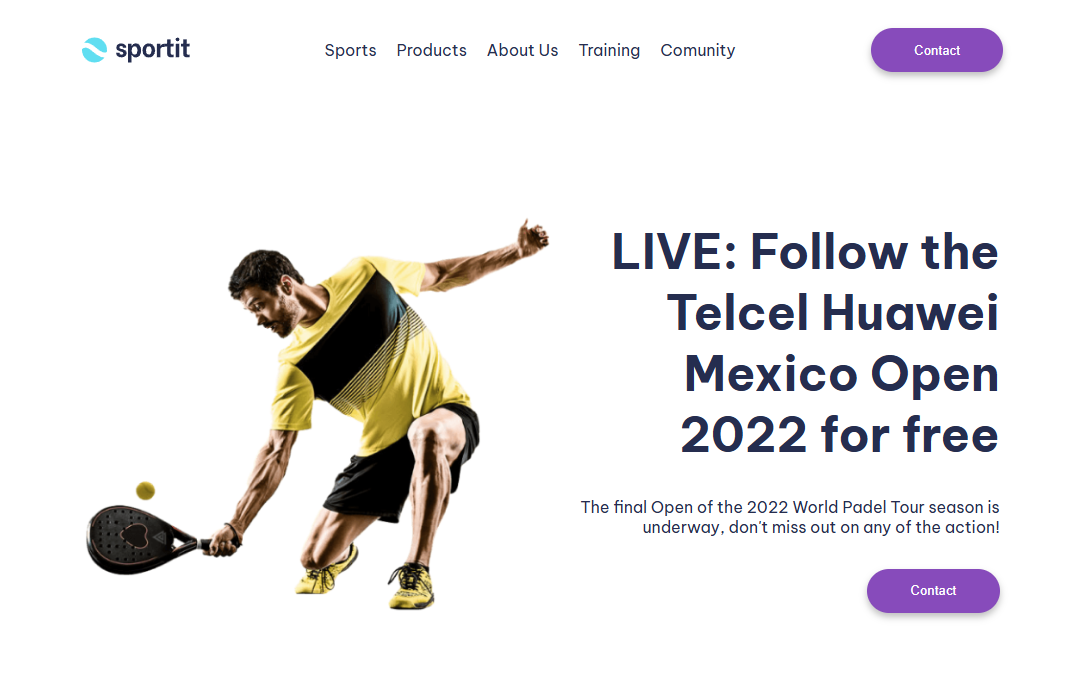 sportit
Sports Products About Us Training Comunity
Contact
LIVE: Follow the
Telcel Huawei
Mexico Open
2022 for free
The final Open of the 2022 World Padel Tour season is
underway, don't miss out on any of the action!
Contact